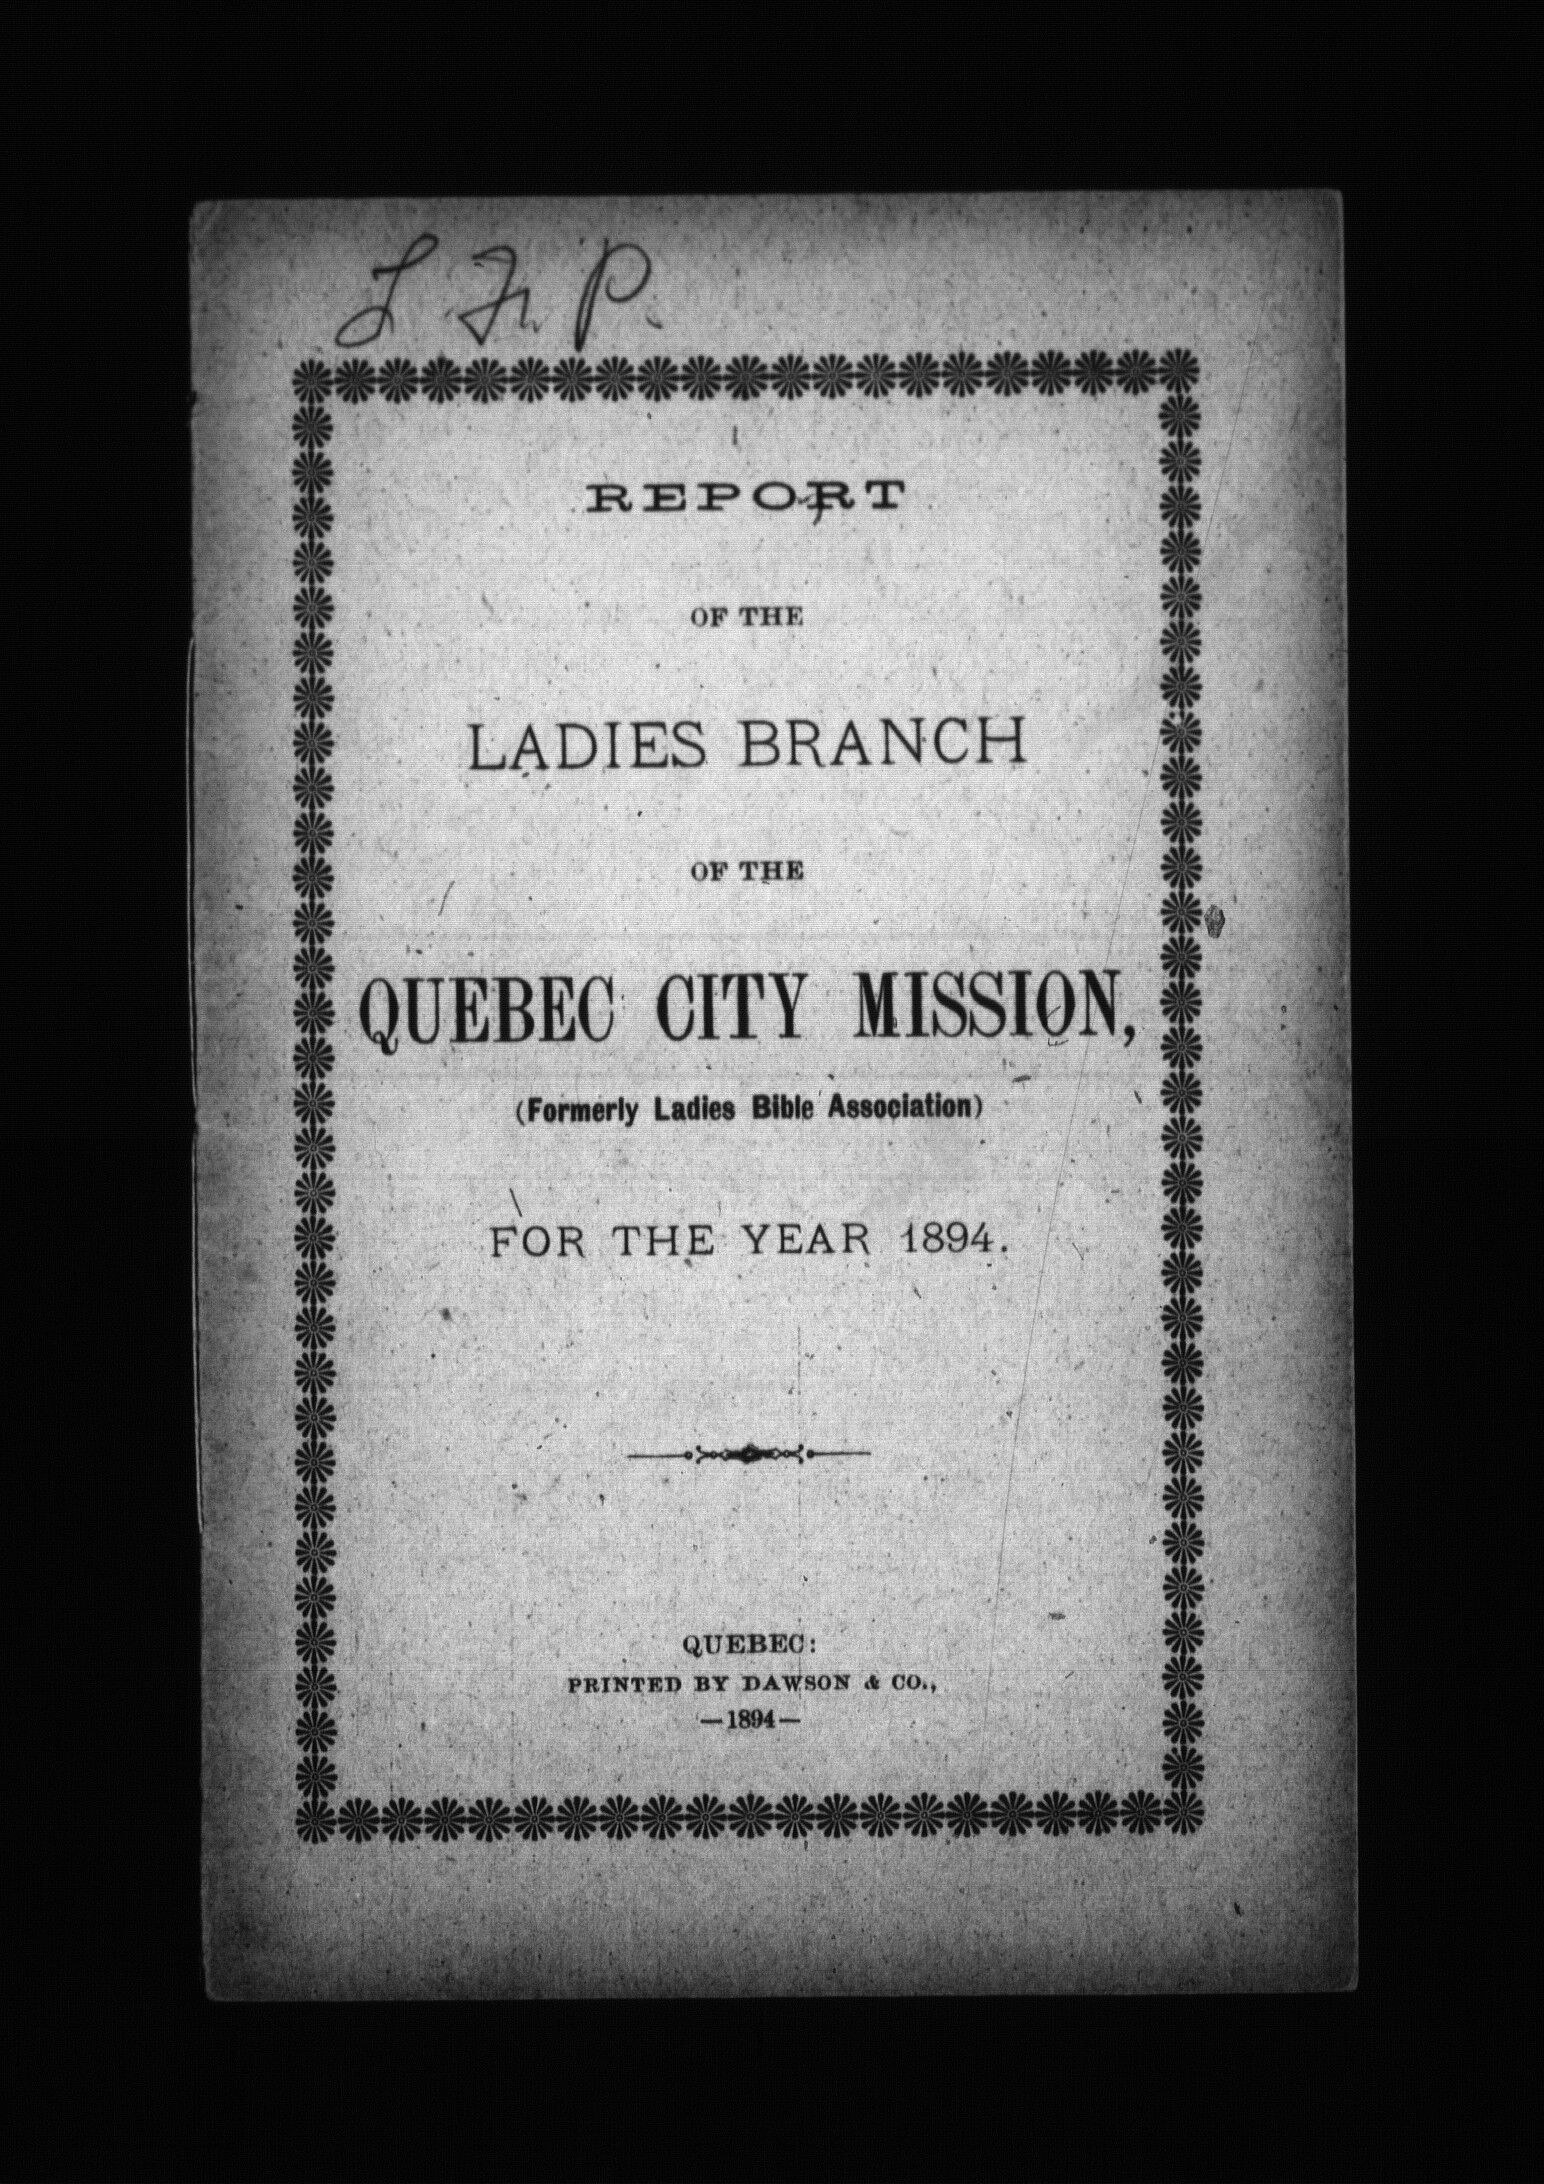 L. F. P.
REPORT
OF THE
LADIES BRANCH
OF THE
QUEBEC CITY MISSION,
(Formerly Ladies Bible Association)
FOR THE YEAR 1894.
QUEBEC:
PRINTED BY DAWSON & CO.,
—1894—